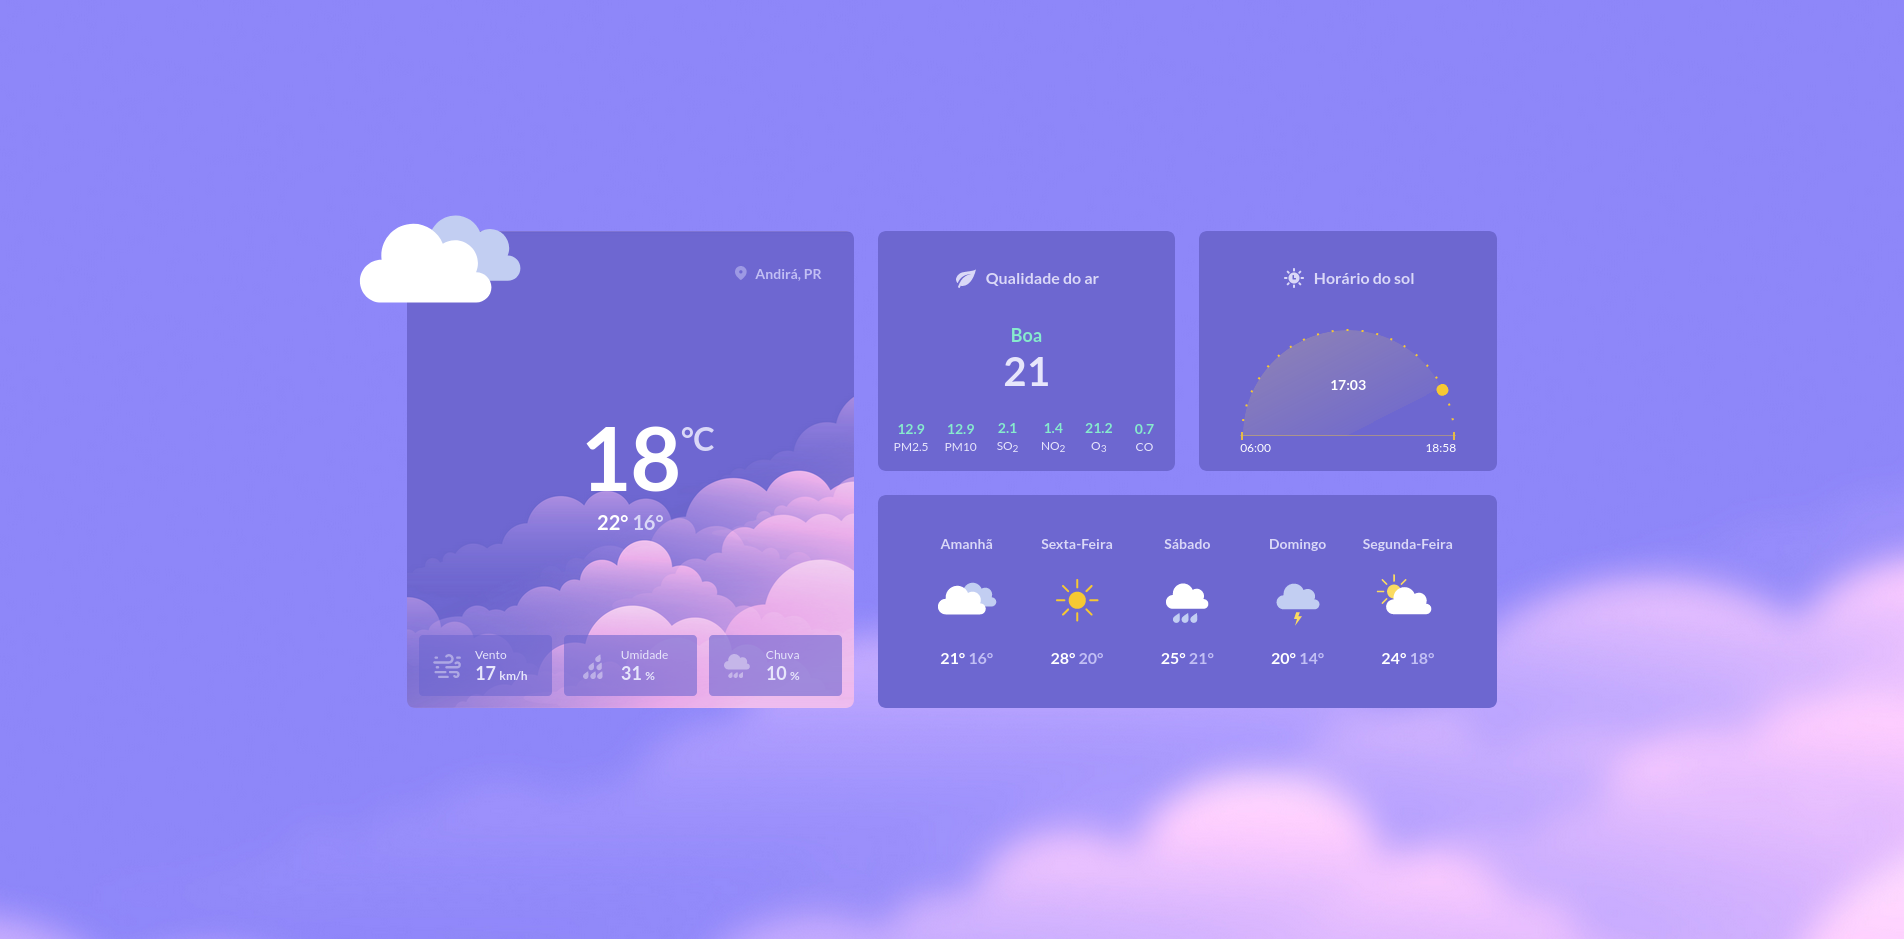 Andirá, PR
18°C
22° 16°
Vento
17 km/h
Umidade
31 %
Chuva
10 %
Qualidade do ar
Boa
21
12.9 12.9 2.1 1.4 21.2 0.7
PM2.5 PM10 SO₂ NO₂ O₃ CO
Horário do sol
17:03
06:00 18:58
Amanhã Sexta-Feira Sábado Domingo Segunda-Feira
21° 16° 28° 20° 25° 21° 20° 14° 24° 18°